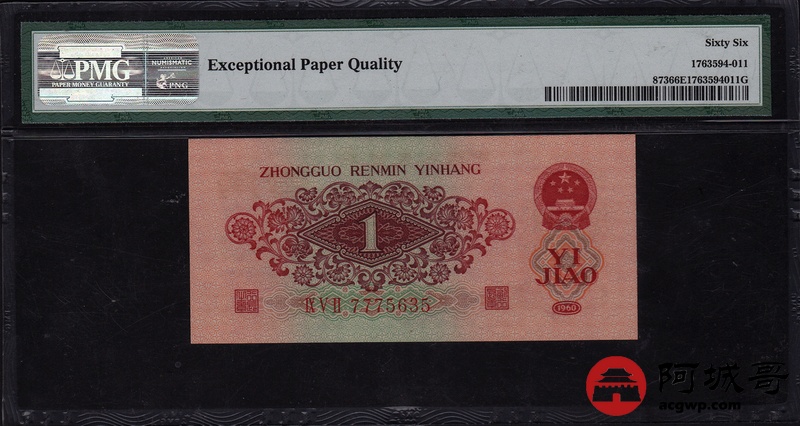 PMG
PAPER MONEY GUARANTY
NUMISMATIC
PNG
Exceptional Paper Quality
Sixty Six
1763594-011
87366E1763594011G
ZHONGGUO RENMIN YINHANG
1
YI
JIAO
ⅨⅤⅡ 7775635
1960
阿城哥
acgwp.com